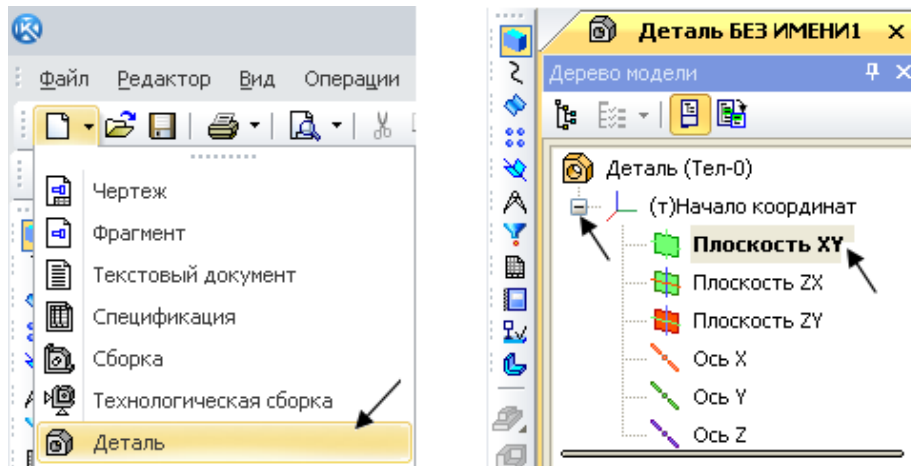 Файл Редактор Вид Операции
Чертеж
Фрагмент
Текстовый документ
Спецификация
Сборка
Технологическая сборка
Деталь
Деталь БЕЗ ИМЕНИ1
Дерево модели
Деталь (Тел-0)
(т)Начало координат
Плоскость XY
Плоскость ZX
Плоскость ZY
Ось X
Ось Y
Ось Z